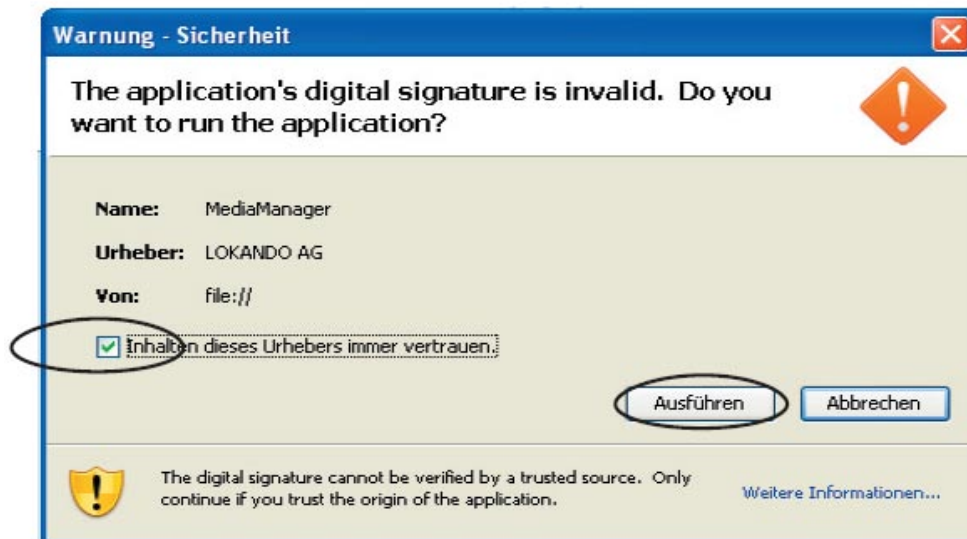 Warnung - Sicherheit
The application's digital signature is invalid. Do you
want to run the application?
Name: MediaManager
Urheber: LOKANDO AG
Von: file://
Inhalten dieses Urhebers immer vertrauen.
Ausführen Abbrechen
The digital signature cannot be verified by a trusted source. Only
continue if you trust the origin of the application.
Weitere Informationen...